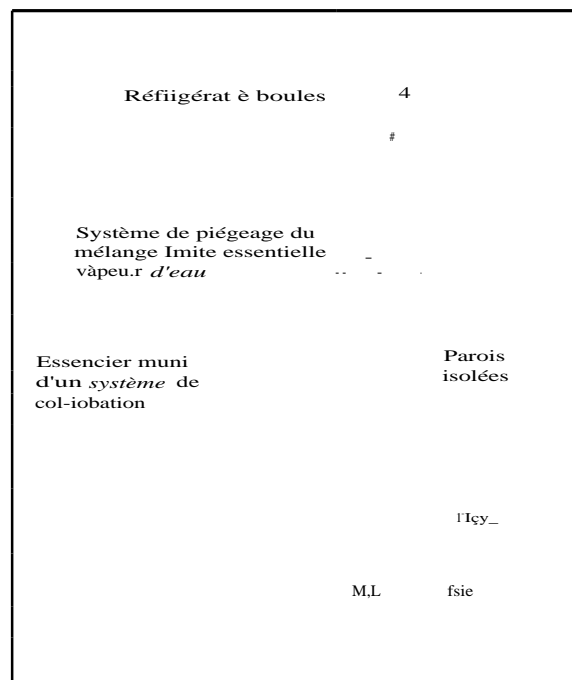 Réfiigérat è boules 4
#
Système de piégeage du
mélange Imite essentielle
vàpeu.r d'eau
Essencier muni
d'un système de
col-iobation
Parois
isolées
l'Içy_
M,L fsie